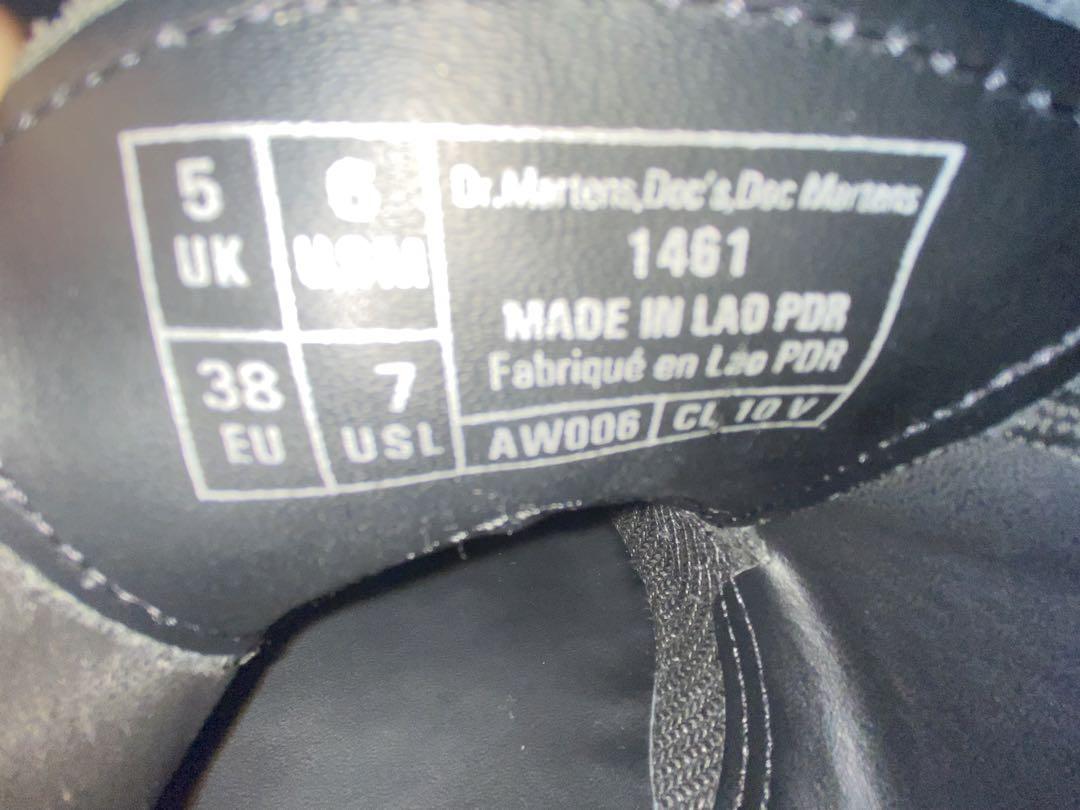 5
UK
6
USM
38
EU
7
USL
Dr.Martens,Doc's,Doc Martens
1461
MADE IN LAO PDR
Fabriqué en Lao PDR
AW006
CL 10 V